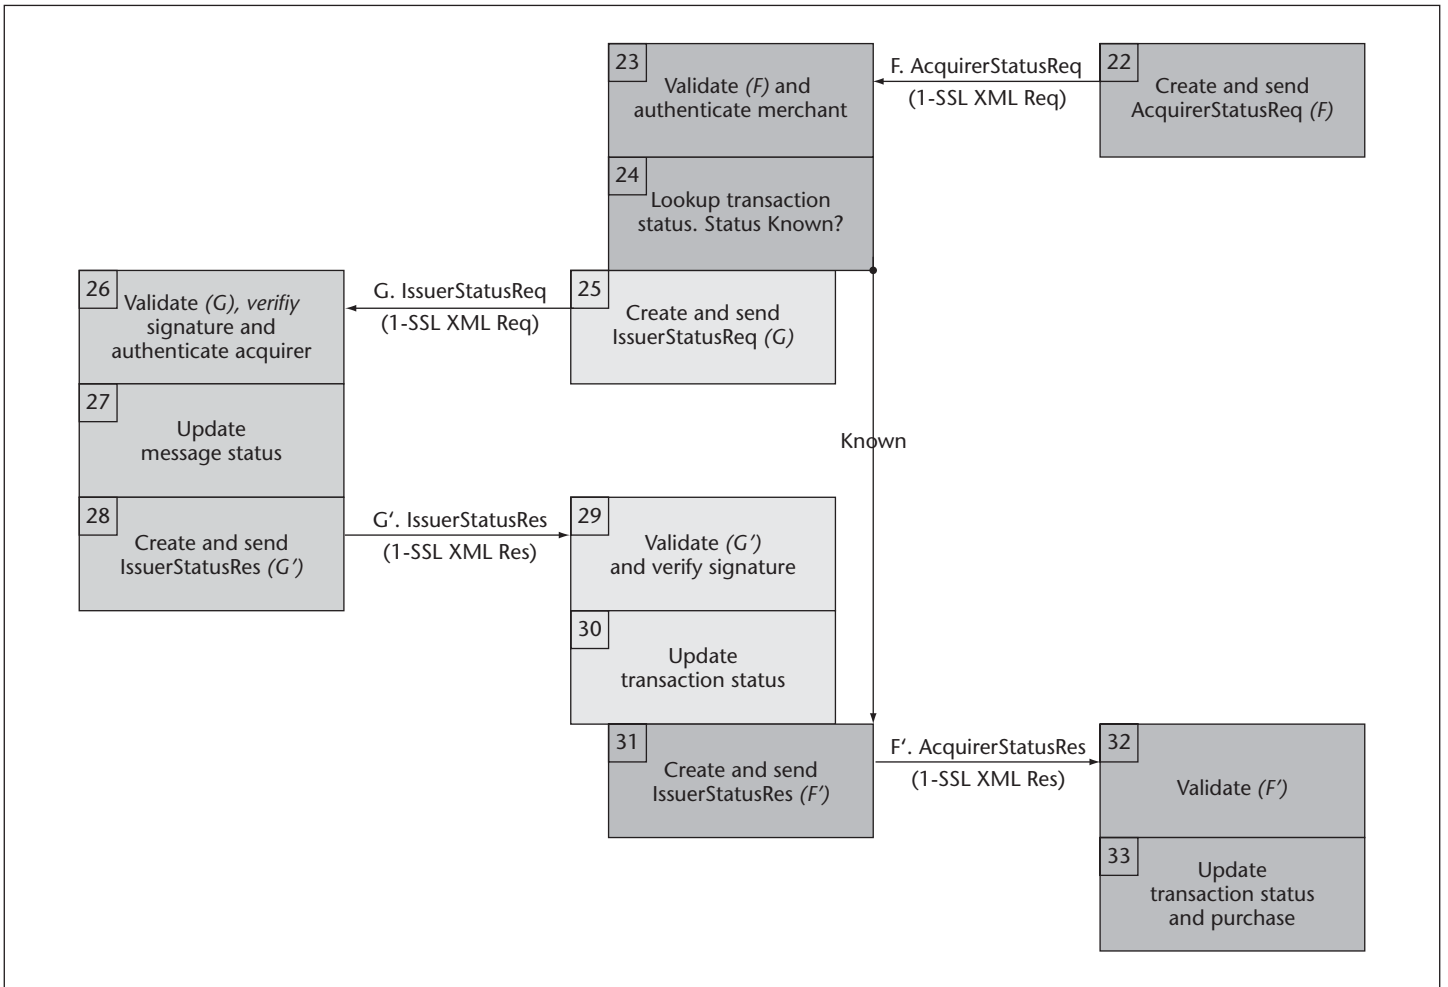 23
Validate (F) and
authenticate merchant
F. AcquirerStatusReq
(1-SSL XML Req)
22
Create and send
AcquirerStatusReq (F)
24
Lookup transaction
status. Status Known?
26
Validate (G), verifiy
signature and
authenticate acquirer
G. IssuerStatusReq
(1-SSL XML Req)
25
Create and send
IssuerStatusReq (G)
27
Update
message status
Known
28
Create and send
IssuerStatusRes (G’)
G‘. IssuerStatusRes
(1-SSL XML Res)
29
Validate (G’)
and verify signature
30
Update
transaction status
31
Create and send
IssuerStatusRes (F’)
F‘. AcquirerStatusRes
(1-SSL XML Res)
32
Validate (F’)
33
Update
transaction status
and purchase